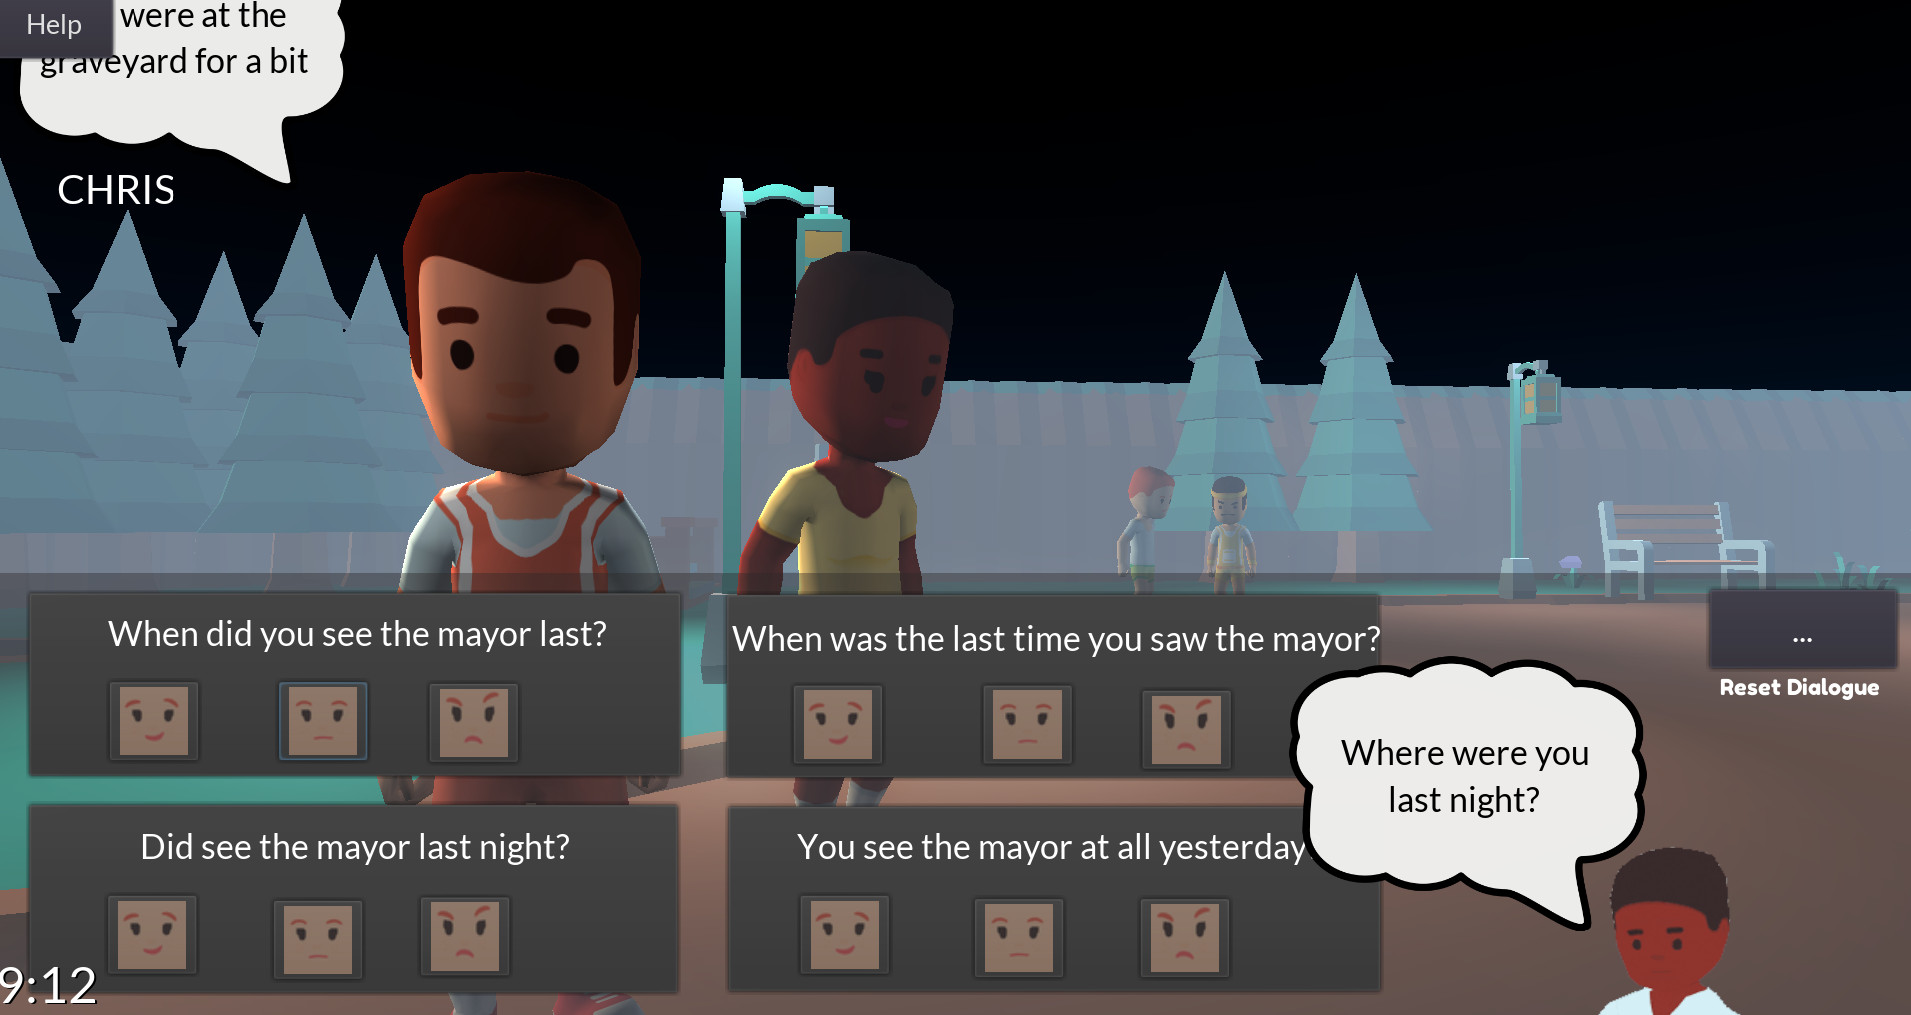 Help
were at the
graveyard for a bit
CHRIS
When did you see the mayor last?
When was the last time you saw the mayor?
...
Reset Dialogue
Where were you
last night?
Did see the mayor last night?
You see the mayor at all yesterday
9:12